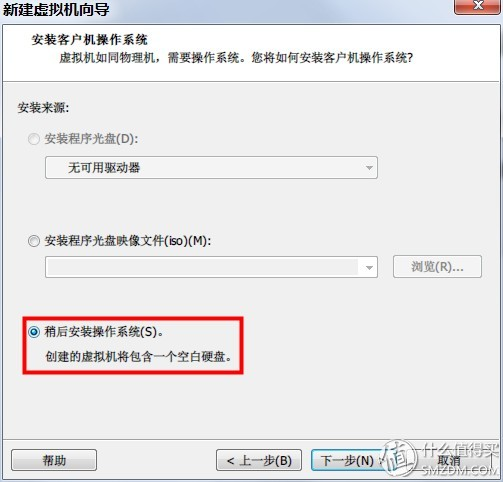 新建虚拟机向导
安装客户机操作系统
虚拟机如同物理机，需要操作系统。您将如何安装客户机操作系统?
安装来源:
安装程序光盘(D):
无可用驱动器
安装程序光盘映像文件(iso)(M):
浏览(R)...
稍后安装操作系统(S)。
创建的虚拟机将包含一个空白硬盘。
帮助
< 上一步(B)
下一步(N) >
取消
值 什么值得买
SMZDM.COM